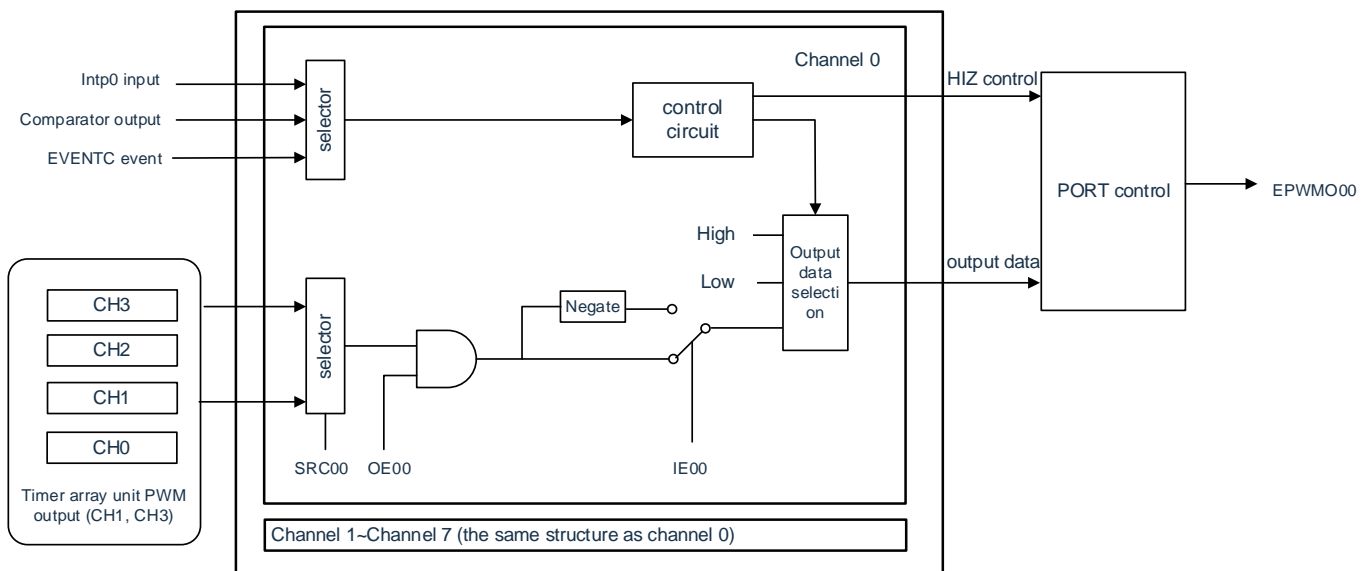 Channel 0
Intp0 input
Comparator output
EVENTC event
selector
control
circuit
HIZ control
PORT control
EPWMO00
High
Low
Output
data
selecti
on
output data
CH3
CH2
CH1
CH0
Timer array unit PWM
output (CH1, CH3)
selector
Negate
SRC00
OE00
IE00
Channel 1~Channel 7 (the same structure as channel 0)